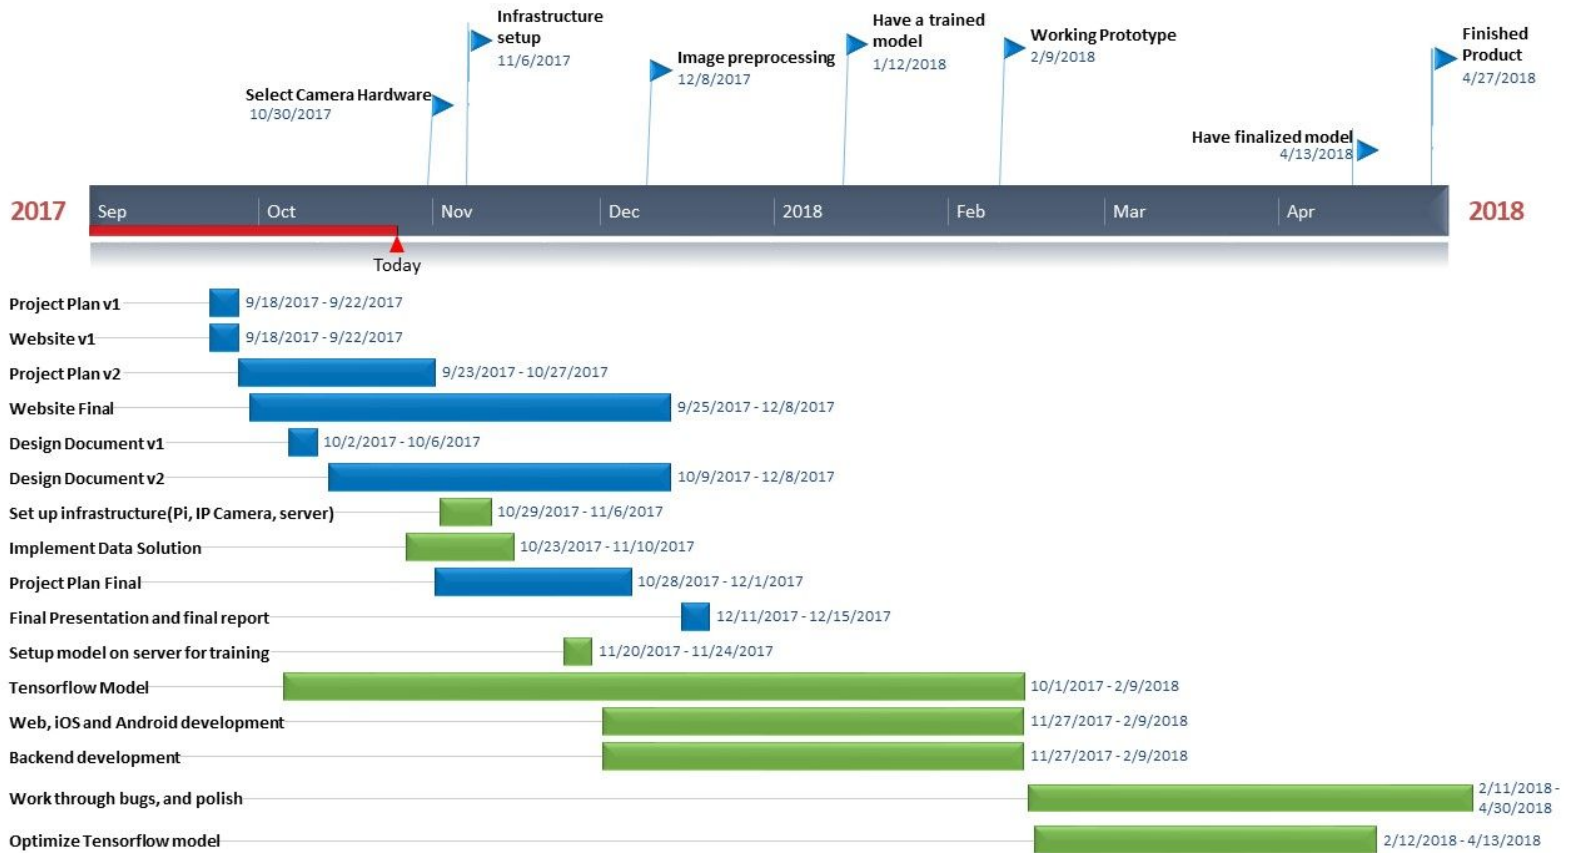 Infrastructure
setup
11/6/2017
Have a trained
model
1/12/2018
Working Prototype
2/9/2018
Finished
Product
4/27/2018
Image preprocessing
12/8/2017
Select Camera Hardware
10/30/2017
Have finalized model
4/13/2018
2017 Sep Oct Nov Dec 2018 Feb Mar Apr 2018
Today
Project Plan v1 9/18/2017 - 9/22/2017
Website v1 9/18/2017 - 9/22/2017
Project Plan v2 9/23/2017 - 10/27/2017
Website Final 9/25/2017 - 12/8/2017
Design Document v1 10/2/2017 - 10/6/2017
Design Document v2 10/9/2017 - 12/8/2017
Set up infrastructure(Pi, IP Camera, server) 10/29/2017 - 11/6/2017
Implement Data Solution 10/23/2017 - 11/10/2017
Project Plan Final 10/28/2017 - 12/1/2017
Final Presentation and final report 12/11/2017 - 12/15/2017
Setup model on server for training 11/20/2017 - 11/24/2017
Tensorflow Model 10/1/2017 - 2/9/2018
Web, iOS and Android development 11/27/2017 - 2/9/2018
Backend development 11/27/2017 - 2/9/2018
Work through bugs, and polish 2/11/2018 -
4/30/2018
Optimize Tensorflow model 2/12/2018 - 4/13/2018